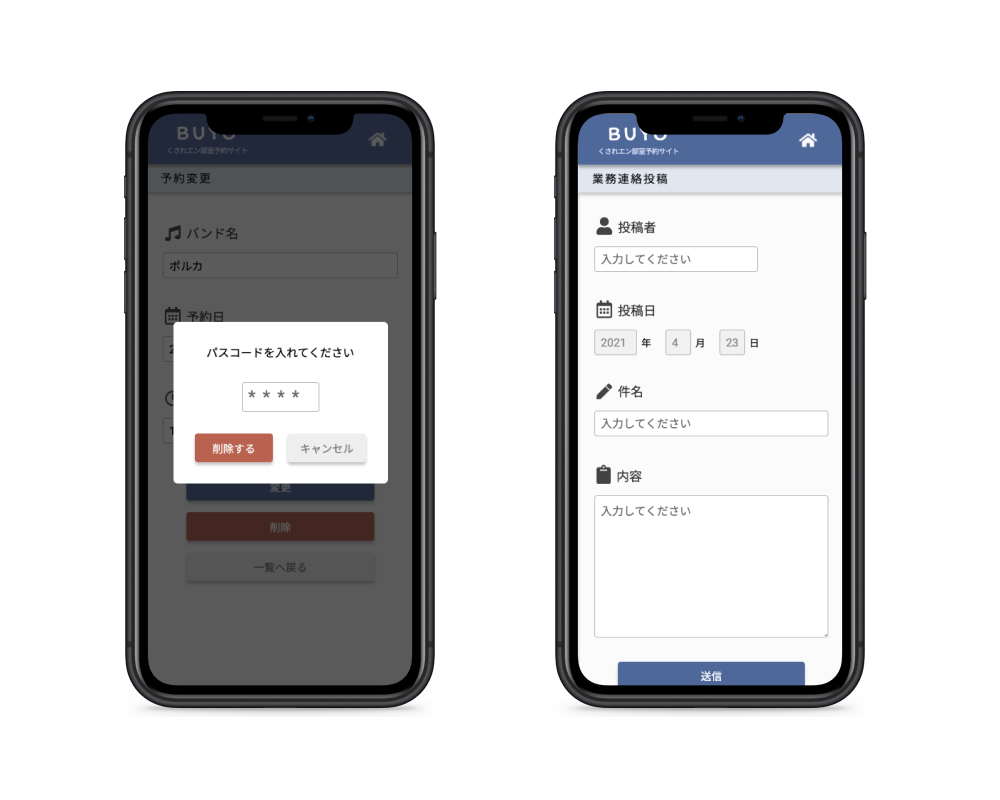 くされエン部室予約サイト
予約変更
バンド名
ポルカ
予約日
パスコードを入れてください
* * * *
削除する
キャンセル
変更
削除
一覧へ戻る
くされエン部室予約サイト
業務連絡投稿
投稿者
入力してください
投稿日
2021 年 4 月 23 日
件名
入力してください
内容
入力してください
送信